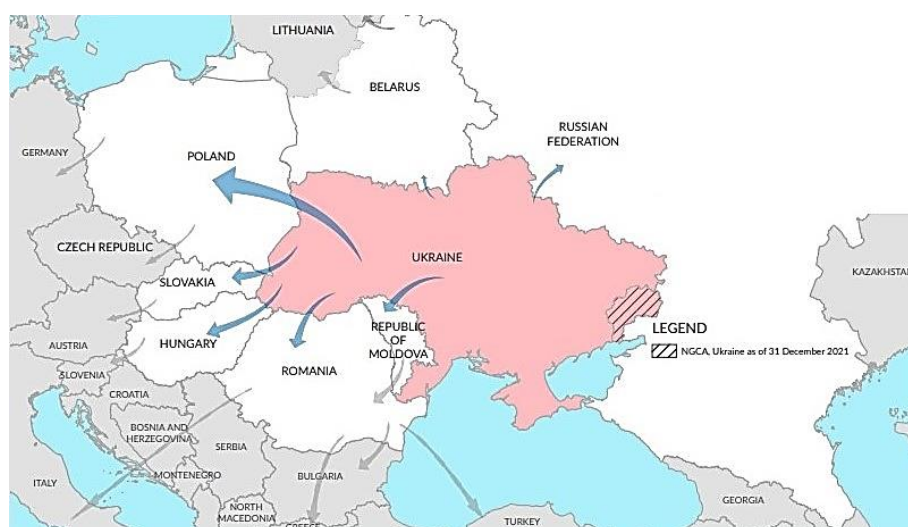 LITHUANIA
BELARUS
RUSSIAN
FEDERATION
GERMANY
POLAND
CZECH REPUBLIC
UKRAINE
KAZAKHSTAN
SLOVAKIA
AUSTRIA
HUNGARY
REPUBLIC
OF
MOLDOVA
LEGEND
NGCA, Ukraine as of 31 December 2021
ROMANIA
SLOVENIA
CROATIA
BOSNIA AND
HERZEGOVINA
SERBIA
ITALY
MONTENEGRO
BULGARIA
NORTH
MACEDONIA
GEORGIA
GREECE
TURKEY